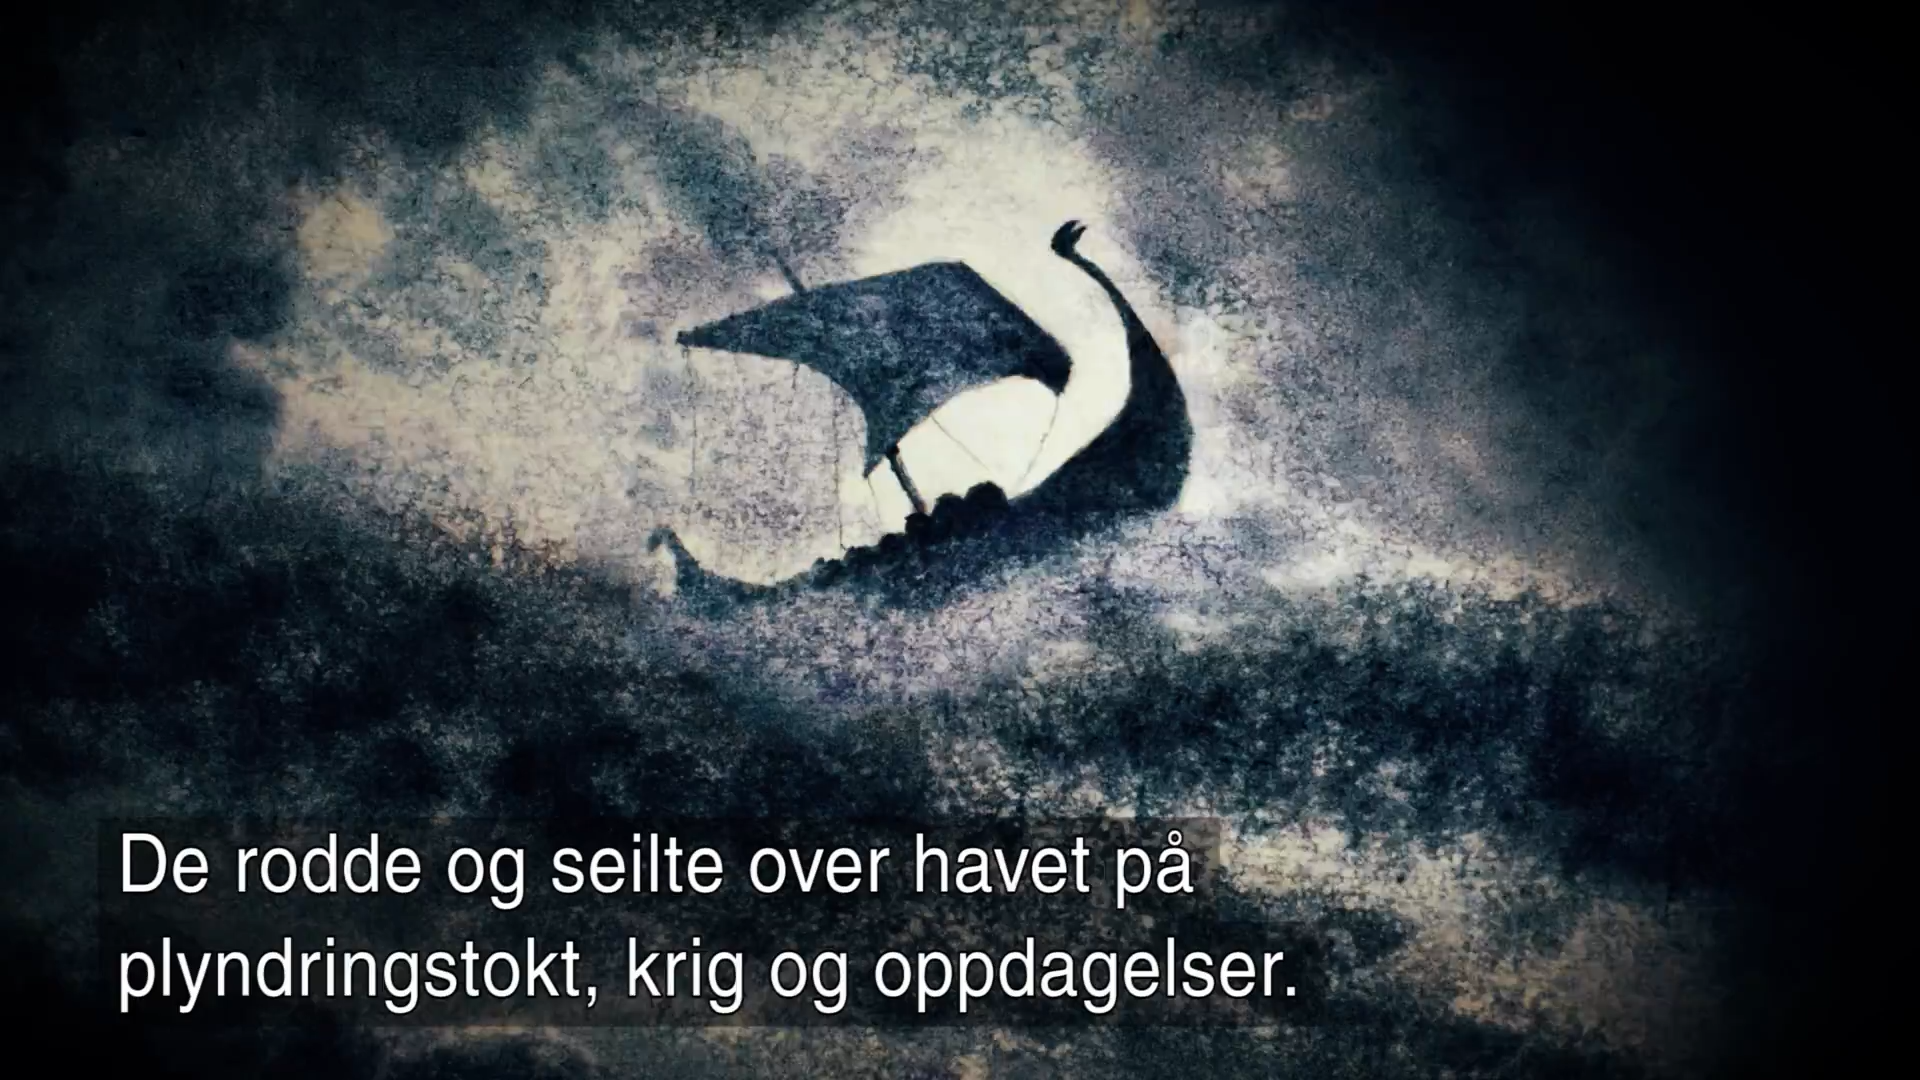 De rodde og seilte over havet på
plyndringstokt, krig og oppdagelser.